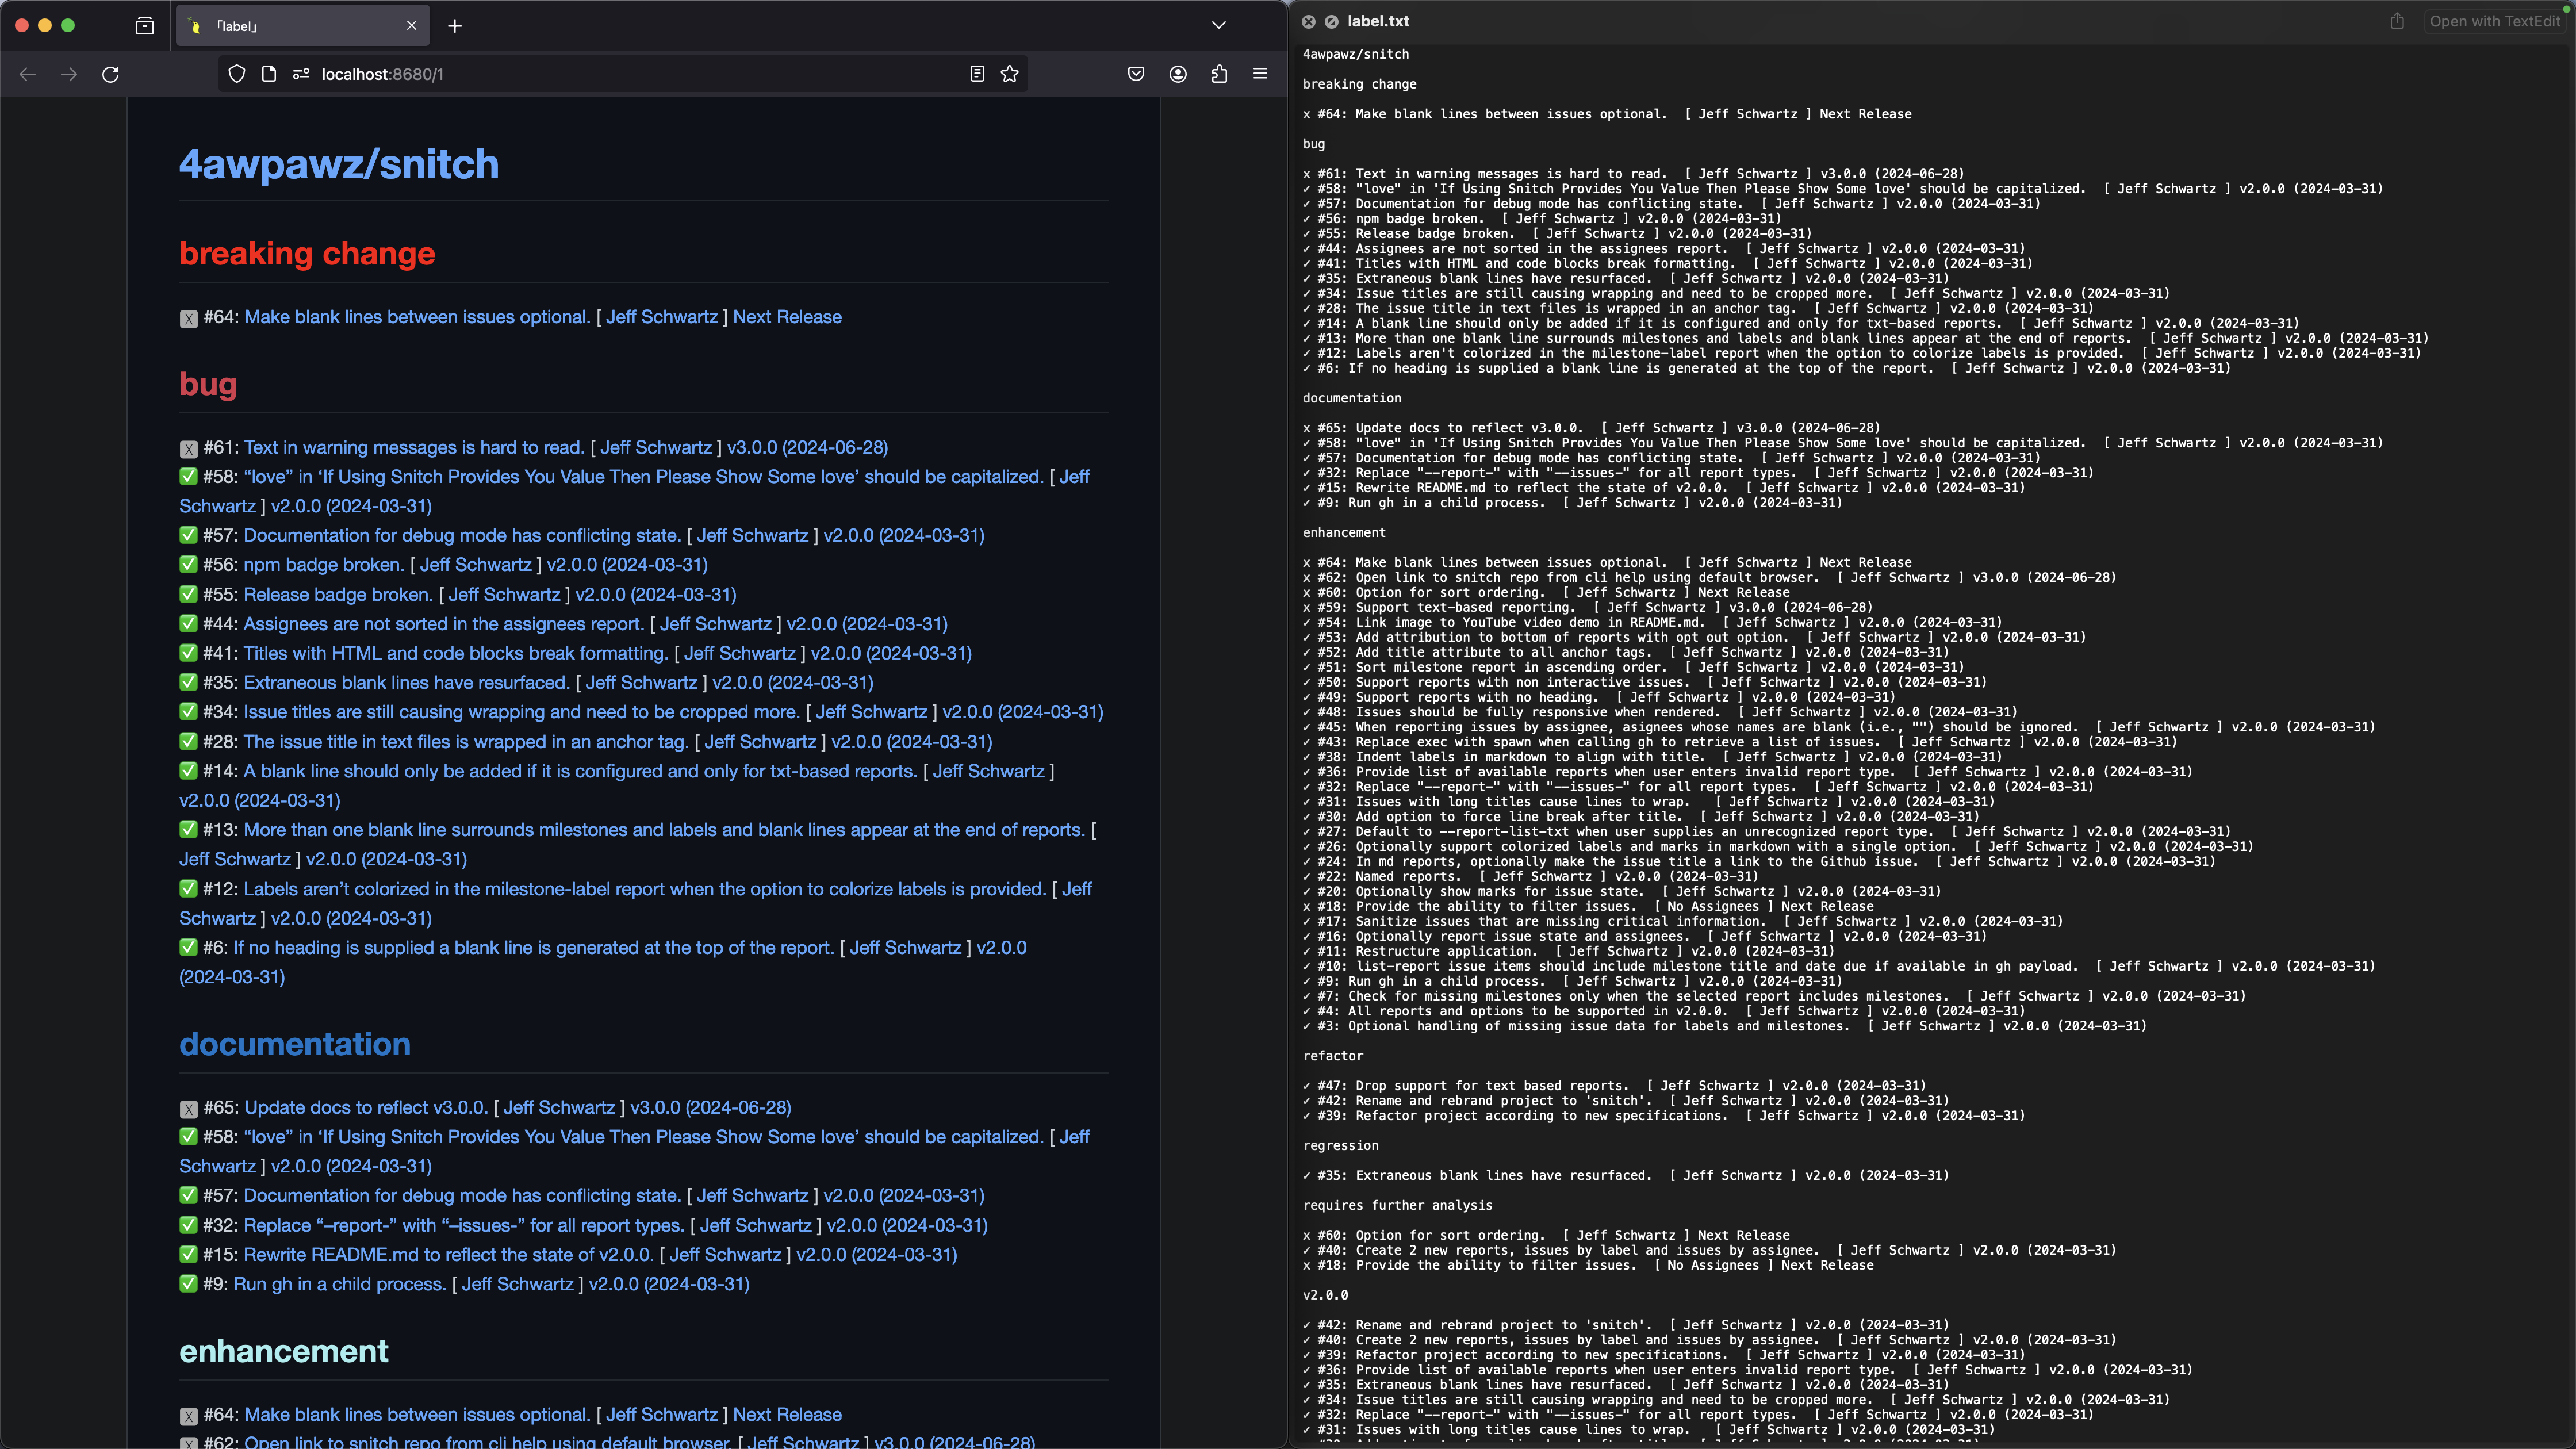 「label」
localhost:8680/1
4awpawz/snitch
breaking change
X #64: Make blank lines between issues optional. [ Jeff Schwartz ] Next Release
bug
X #61: Text in warning messages is hard to read. [ Jeff Schwartz ] v3.0.0 (2024-06-28)
✅ #58: “love” in ‘If Using Snitch Provides You Value Then Please Show Some love’ should be capitalized. [ Jeff
Schwartz ] v2.0.0 (2024-03-31)
✅ #57: Documentation for debug mode has conflicting state. [ Jeff Schwartz ] v2.0.0 (2024-03-31)
✅ #56: npm badge broken. [ Jeff Schwartz ] v2.0.0 (2024-03-31)
✅ #55: Release badge broken. [ Jeff Schwartz ] v2.0.0 (2024-03-31)
✅ #44: Assignees are not sorted in the assignees report. [ Jeff Schwartz ] v2.0.0 (2024-03-31)
✅ #41: Titles with HTML and code blocks break formatting. [ Jeff Schwartz ] v2.0.0 (2024-03-31)
✅ #35: Extraneous blank lines have resurfaced. [ Jeff Schwartz ] v2.0.0 (2024-03-31)
✅ #34: Issue titles are still causing wrapping and need to be cropped more. [ Jeff Schwartz ] v2.0.0 (2024-03-31)
✅ #28: The issue title in text files is wrapped in an anchor tag. [ Jeff Schwartz ] v2.0.0 (2024-03-31)
✅ #14: A blank line should only be added if it is configured and only for txt-based reports. [ Jeff Schwartz ]
v2.0.0 (2024-03-31)
✅ #13: More than one blank line surrounds milestones and labels and blank lines appear at the end of reports. [
Jeff Schwartz ] v2.0.0 (2024-03-31)
✅ #12: Labels aren’t colorized in the milestone-label report when the option to colorize labels is provided. [ Jeff
Schwartz ] v2.0.0 (2024-03-31)
✅ #6: If no heading is supplied a blank line is generated at the top of the report. [ Jeff Schwartz ] v2.0.0
(2024-03-31)
documentation
X #65: Update docs to reflect v3.0.0. [ Jeff Schwartz ] v3.0.0 (2024-06-28)
✅ #58: “love” in ‘If Using Snitch Provides You Value Then Please Show Some love’ should be capitalized. [ Jeff
Schwartz ] v2.0.0 (2024-03-31)
✅ #57: Documentation for debug mode has conflicting state. [ Jeff Schwartz ] v2.0.0 (2024-03-31)
✅ #32: Replace “–report-” with “–issues-” for all report types. [ Jeff Schwartz ] v2.0.0 (2024-03-31)
✅ #15: Rewrite README.md to reflect the state of v2.0.0. [ Jeff Schwartz ] v2.0.0 (2024-03-31)
✅ #9: Run gh in a child process. [ Jeff Schwartz ] v2.0.0 (2024-03-31)
enhancement
X #64: Make blank lines between issues optional. [ Jeff Schwartz ] Next Release
X #62: Open link to snitch repo from cli help using default browser. [ Jeff Schwartz ] v3.0.0 (2024-06-28)
label.txt
Open with TextEdit
4awpawz/snitch
breaking change
x #64: Make blank lines between issues optional.  [ Jeff Schwartz ] Next Release
bug
x #61: Text in warning messages is hard to read.  [ Jeff Schwartz ] v3.0.0 (2024-06-28)
✓ #58: "love" in 'If Using Snitch Provides You Value Then Please Show Some love' should be capitalized.  [ Jeff Schwartz ] v2.0.0 (2024-03-31)
✓ #57: Documentation for debug mode has conflicting state.  [ Jeff Schwartz ] v2.0.0 (2024-03-31)
✓ #56: npm badge broken.  [ Jeff Schwartz ] v2.0.0 (2024-03-31)
✓ #55: Release badge broken.  [ Jeff Schwartz ] v2.0.0 (2024-03-31)
✓ #44: Assignees are not sorted in the assignees report.  [ Jeff Schwartz ] v2.0.0 (2024-03-31)
✓ #41: Titles with HTML and code blocks break formatting.  [ Jeff Schwartz ] v2.0.0 (2024-03-31)
✓ #35: Extraneous blank lines have resurfaced.  [ Jeff Schwartz ] v2.0.0 (2024-03-31)
✓ #34: Issue titles are still causing wrapping and need to be cropped more.  [ Jeff Schwartz ] v2.0.0 (2024-03-31)
✓ #28: The issue title in text files is wrapped in an anchor tag.  [ Jeff Schwartz ] v2.0.0 (2024-03-31)
✓ #14: A blank line should only be added if it is configured and only for txt-based reports.  [ Jeff Schwartz ] v2.0.0 (2024-03-31)
✓ #13: More than one blank line surrounds milestones and labels and blank lines appear at the end of reports.  [ Jeff Schwartz ] v2.0.0 (2024-03-31)
✓ #12: Labels aren't colorized in the milestone-label report when the option to colorize labels is provided.  [ Jeff Schwartz ] v2.0.0 (2024-03-31)
✓ #6: If no heading is supplied a blank line is generated at the top of the report.  [ Jeff Schwartz ] v2.0.0 (2024-03-31)
documentation
x #65: Update docs to reflect v3.0.0.  [ Jeff Schwartz ] v3.0.0 (2024-06-28)
✓ #58: "love" in 'If Using Snitch Provides You Value Then Please Show Some love' should be capitalized.  [ Jeff Schwartz ] v2.0.0 (2024-03-31)
✓ #57: Documentation for debug mode has conflicting state.  [ Jeff Schwartz ] v2.0.0 (2024-03-31)
✓ #32: Replace "--report-" with "--issues-" for all report types.  [ Jeff Schwartz ] v2.0.0 (2024-03-31)
✓ #15: Rewrite README.md to reflect the state of v2.0.0.  [ Jeff Schwartz ] v2.0.0 (2024-03-31)
✓ #9: Run gh in a child process.  [ Jeff Schwartz ] v2.0.0 (2024-03-31)
enhancement
x #64: Make blank lines between issues optional.  [ Jeff Schwartz ] Next Release
x #62: Open link to snitch repo from cli help using default browser.  [ Jeff Schwartz ] v3.0.0 (2024-06-28)
x #60: Option for sort ordering.  [ Jeff Schwartz ] Next Release
x #59: Support text-based reporting.  [ Jeff Schwartz ] v3.0.0 (2024-06-28)
✓ #54: Link image to YouTube video demo in README.md.  [ Jeff Schwartz ] v2.0.0 (2024-03-31)
✓ #53: Add attribution to bottom of reports with opt out option.  [ Jeff Schwartz ] v2.0.0 (2024-03-31)
✓ #52: Add title attribute to all anchor tags.  [ Jeff Schwartz ] v2.0.0 (2024-03-31)
✓ #51: Sort milestone report in ascending order.  [ Jeff Schwartz ] v2.0.0 (2024-03-31)
✓ #50: Support reports with non interactive issues.  [ Jeff Schwartz ] v2.0.0 (2024-03-31)
✓ #49: Support reports with no heading.  [ Jeff Schwartz ] v2.0.0 (2024-03-31)
✓ #48: Issues should be fully responsive when rendered.  [ Jeff Schwartz ] v2.0.0 (2024-03-31)
✓ #45: When reporting issues by assignee, asignees whose names are blank (i.e., "") should be ignored.  [ Jeff Schwartz ] v2.0.0 (2024-03-31)
✓ #43: Replace exec with spawn when calling gh to retrieve a list of issues.  [ Jeff Schwartz ] v2.0.0 (2024-03-31)
✓ #38: Indent labels in markdown to align with title.  [ Jeff Schwartz ] v2.0.0 (2024-03-31)
✓ #36: Provide list of available reports when user enters invalid report type.  [ Jeff Schwartz ] v2.0.0 (2024-03-31)
✓ #32: Replace "--report-" with "--issues-" for all report types.  [ Jeff Schwartz ] v2.0.0 (2024-03-31)
✓ #31: Issues with long titles cause lines to wrap.  [ Jeff Schwartz ] v2.0.0 (2024-03-31)
✓ #30: Add option to force line break after title.  [ Jeff Schwartz ] v2.0.0 (2024-03-31)
✓ #27: Default to --report-list-txt when user supplies an unrecognized report type.  [ Jeff Schwartz ] v2.0.0 (2024-03-31)
✓ #26: Optionally support colorized labels and marks in markdown with a single option.  [ Jeff Schwartz ] v2.0.0 (2024-03-31)
✓ #24: In md reports, optionally make the issue title a link to the Github issue.  [ Jeff Schwartz ] v2.0.0 (2024-03-31)
✓ #22: Named reports.  [ Jeff Schwartz ] v2.0.0 (2024-03-31)
✓ #20: Optionally show marks for issue state.  [ Jeff Schwartz ] v2.0.0 (2024-03-31)
x #18: Provide the ability to filter issues.  [ No Assignees ] Next Release
✓ #17: Sanitize issues that are missing critical information.  [ Jeff Schwartz ] v2.0.0 (2024-03-31)
✓ #16: Optionally report issue state and assignees.  [ Jeff Schwartz ] v2.0.0 (2024-03-31)
✓ #11: Restructure application.  [ Jeff Schwartz ] v2.0.0 (2024-03-31)
✓ #10: list-report issue items should include milestone title and date due if available in gh payload.  [ Jeff Schwartz ] v2.0.0 (2024-03-31)
✓ #9: Run gh in a child process.  [ Jeff Schwartz ] v2.0.0 (2024-03-31)
✓ #7: Check for missing milestones only when the selected report includes milestones.  [ Jeff Schwartz ] v2.0.0 (2024-03-31)
✓ #4: All reports and options to be supported in v2.0.0.  [ Jeff Schwartz ] v2.0.0 (2024-03-31)
✓ #3: Optional handling of missing issue data for labels and milestones.  [ Jeff Schwartz ] v2.0.0 (2024-03-31)
refactor
✓ #47: Drop support for text based reports.  [ Jeff Schwartz ] v2.0.0 (2024-03-31)
✓ #42: Rename and rebrand project to 'snitch'.  [ Jeff Schwartz ] v2.0.0 (2024-03-31)
✓ #39: Refactor project according to new specifications.  [ Jeff Schwartz ] v2.0.0 (2024-03-31)
regression
✓ #35: Extraneous blank lines have resurfaced.  [ Jeff Schwartz ] v2.0.0 (2024-03-31)
requires further analysis
x #60: Option for sort ordering.  [ Jeff Schwartz ] Next Release
✓ #40: Create 2 new reports, issues by label and issues by assignee.  [ Jeff Schwartz ] v2.0.0 (2024-03-31)
x #18: Provide the ability to filter issues.  [ No Assignees ] Next Release
v2.0.0
✓ #42: Rename and rebrand project to 'snitch'.  [ Jeff Schwartz ] v2.0.0 (2024-03-31)
✓ #40: Create 2 new reports, issues by label and issues by assignee.  [ Jeff Schwartz ] v2.0.0 (2024-03-31)
✓ #39: Refactor project according to new specifications.  [ Jeff Schwartz ] v2.0.0 (2024-03-31)
✓ #36: Provide list of available reports when user enters invalid report type.  [ Jeff Schwartz ] v2.0.0 (2024-03-31)
✓ #35: Extraneous blank lines have resurfaced.  [ Jeff Schwartz ] v2.0.0 (2024-03-31)
✓ #34: Issue titles are still causing wrapping and need to be cropped more.  [ Jeff Schwartz ] v2.0.0 (2024-03-31)
✓ #32: Replace "--report-" with "--issues-" for all report types.  [ Jeff Schwartz ] v2.0.0 (2024-03-31)
✓ #31: Issues with long titles cause lines to wrap.  [ Jeff Schwartz ] v2.0.0 (2024-03-31)